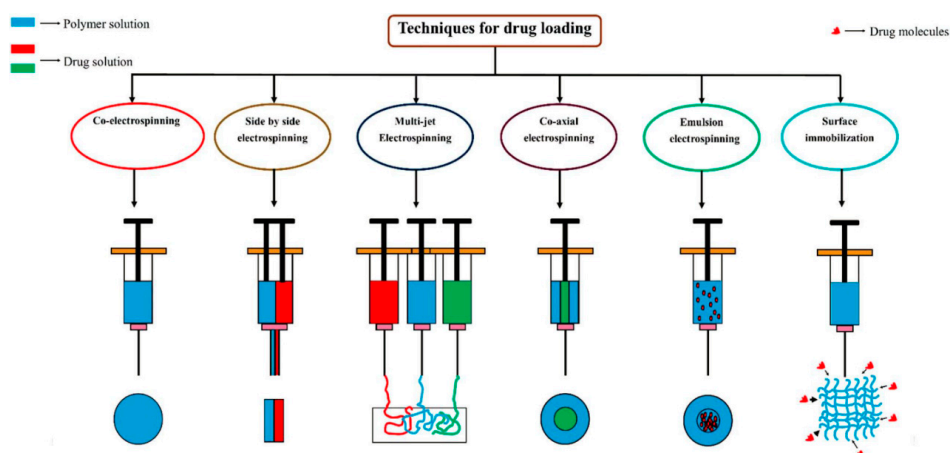 Techniques for drug loading
Polymer solution
Drug solution
Drug molecules
Co-electrospinning
Side by side
electrospinning
Multi-jet
Electrospinning
Co-axial
electrospinning
Emulsion
electrospinning
Surface
immobilization